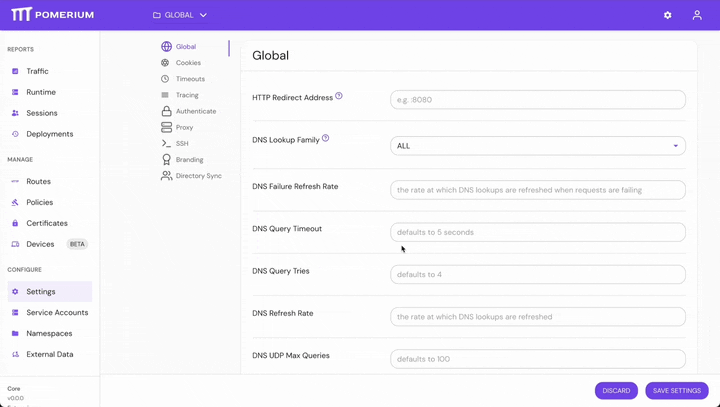 POMERIUM
GLOBAL
REPORTS
Traffic
Runtime
Sessions
Deployments
MANAGE
Routes
Policies
Certificates
Devices BETA
CONFIGURE
Settings
Service Accounts
Namespaces
External Data
Core
v0.0.0
Global
Cookies
Timeouts
Tracing
Authenticate
Proxy
SSH
Branding
Directory Sync
Global
HTTP Redirect Address
e.g. :8080
DNS Lookup Family
ALL
DNS Failure Refresh Rate
the rate at which DNS lookups are refreshed when requests are failing
DNS Query Timeout
defaults to 5 seconds
DNS Query Tries
defaults to 4
DNS Refresh Rate
the rate at which DNS lookups are refreshed
DNS UDP Max Queries
defaults to 100
DISCARD
SAVE SETTINGS